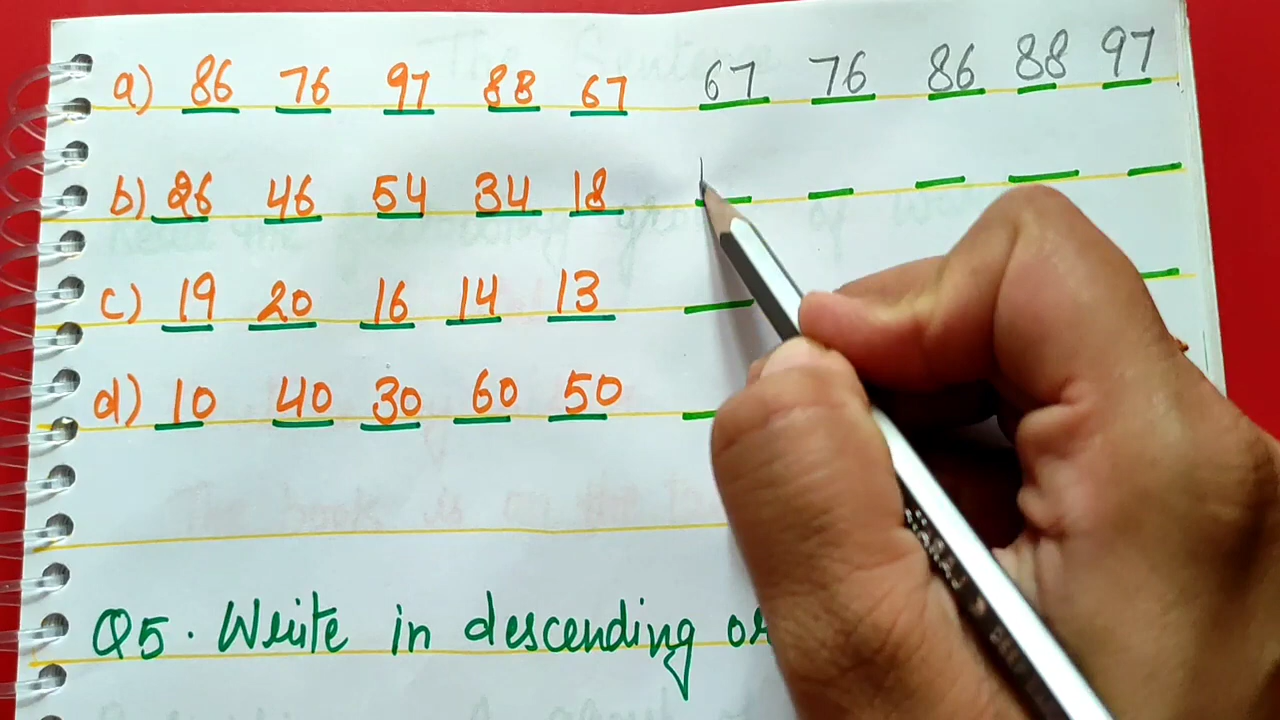 a) 86 76 97 88 67 67 76 86 88 97
b) 26 46 54 34 18
c) 19 20 16 14 13
d) 10 40 30 60 50
Q5. Write in descending or